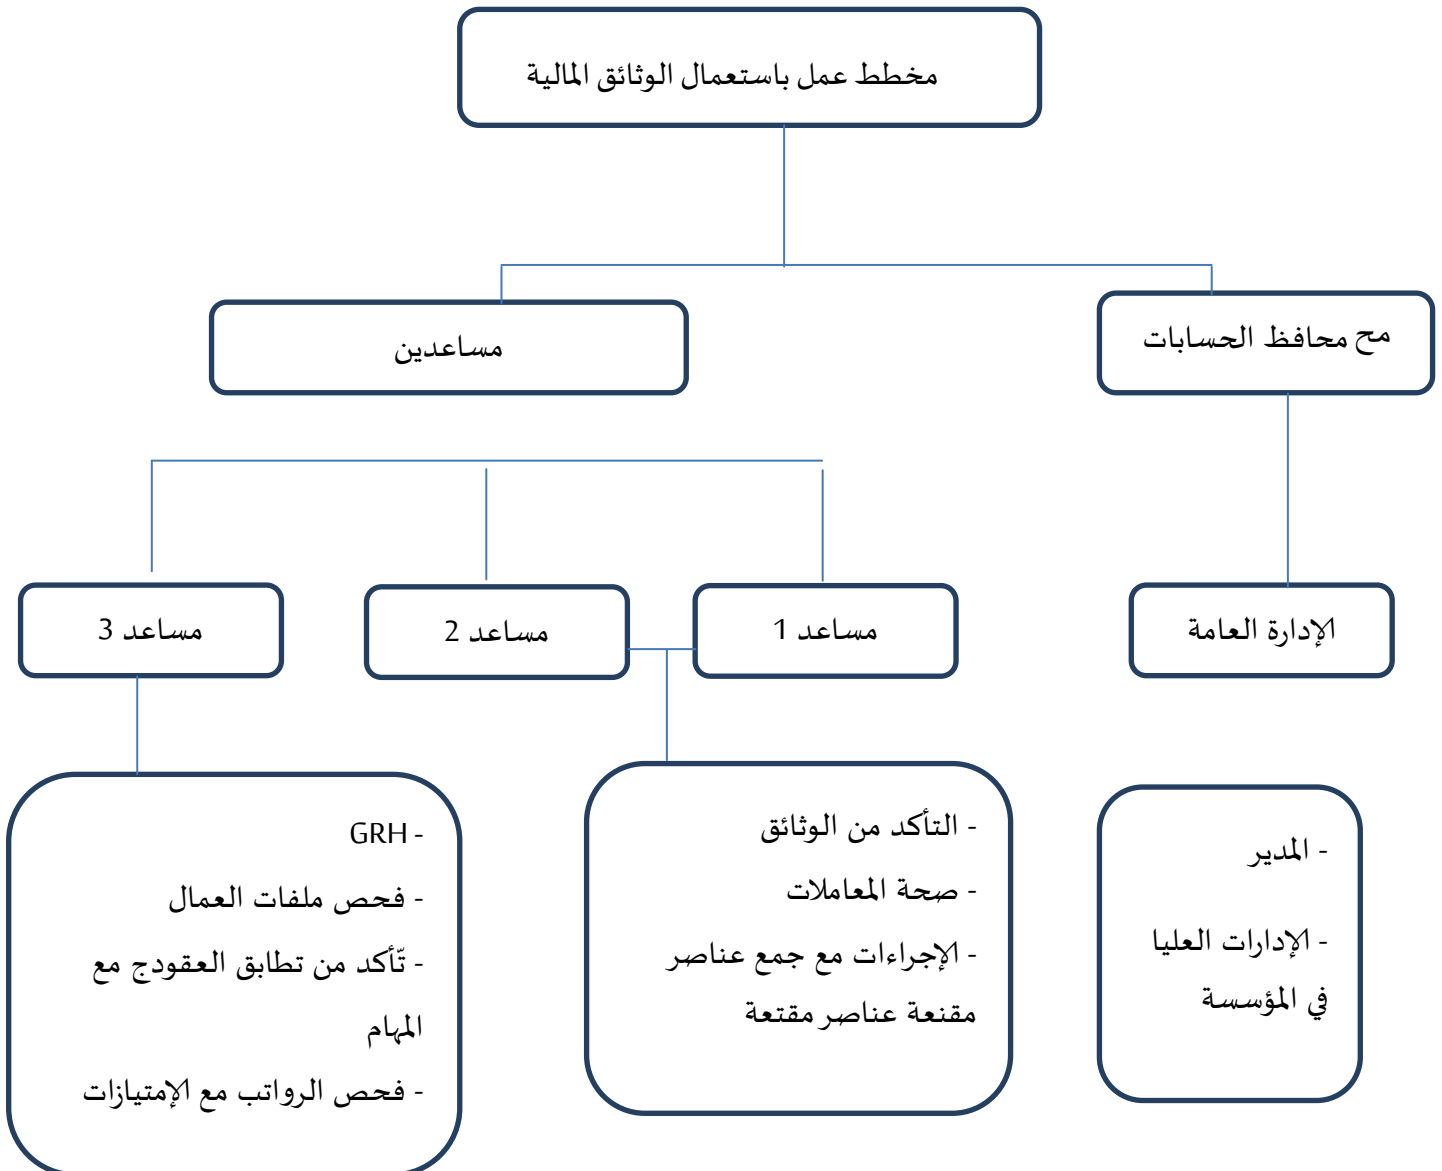 مخطط عمل باستعمال الوثائق المالية
مح محافظ الحسابات
مساعدين
الإدارة العامة
مساعد 1
مساعد 2
مساعد 3
- المدير
- الإدارات العليا
في المؤسسة
- التأكد من الوثائق
- صحة المعاملات
- الإجراءات مع جمع عناصر
مقنعة عناصر مقتعة
- GRH
- فحص ملفات العمال
- تّأكد من تطابق العقودج مع
المهام
- فحص الرواتب مع الإمتيازات